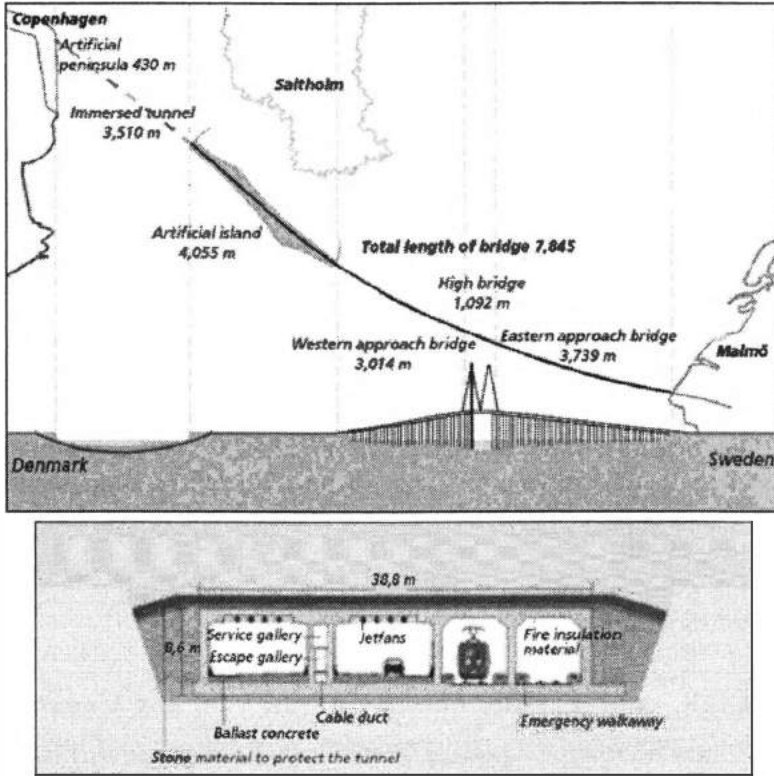 Copenhagen
Artificial
peninsula 430 m
Saltholm
Immersed tunnel
3,510 m
Artificial island
4,055 m
Total length of bridge 7,845
High bridge
1,092 m
Western approach bridge
3,014 m
Eastern approach bridge
3,739 m
Malmö
Denmark
Sweden
38,8 m
8,6 m
Service gallery
Escape gallery
Jetfans
Fire insulation
material
Cable duct
Ballast concrete
Emergency walkaway
Stone material to protect the tunnel